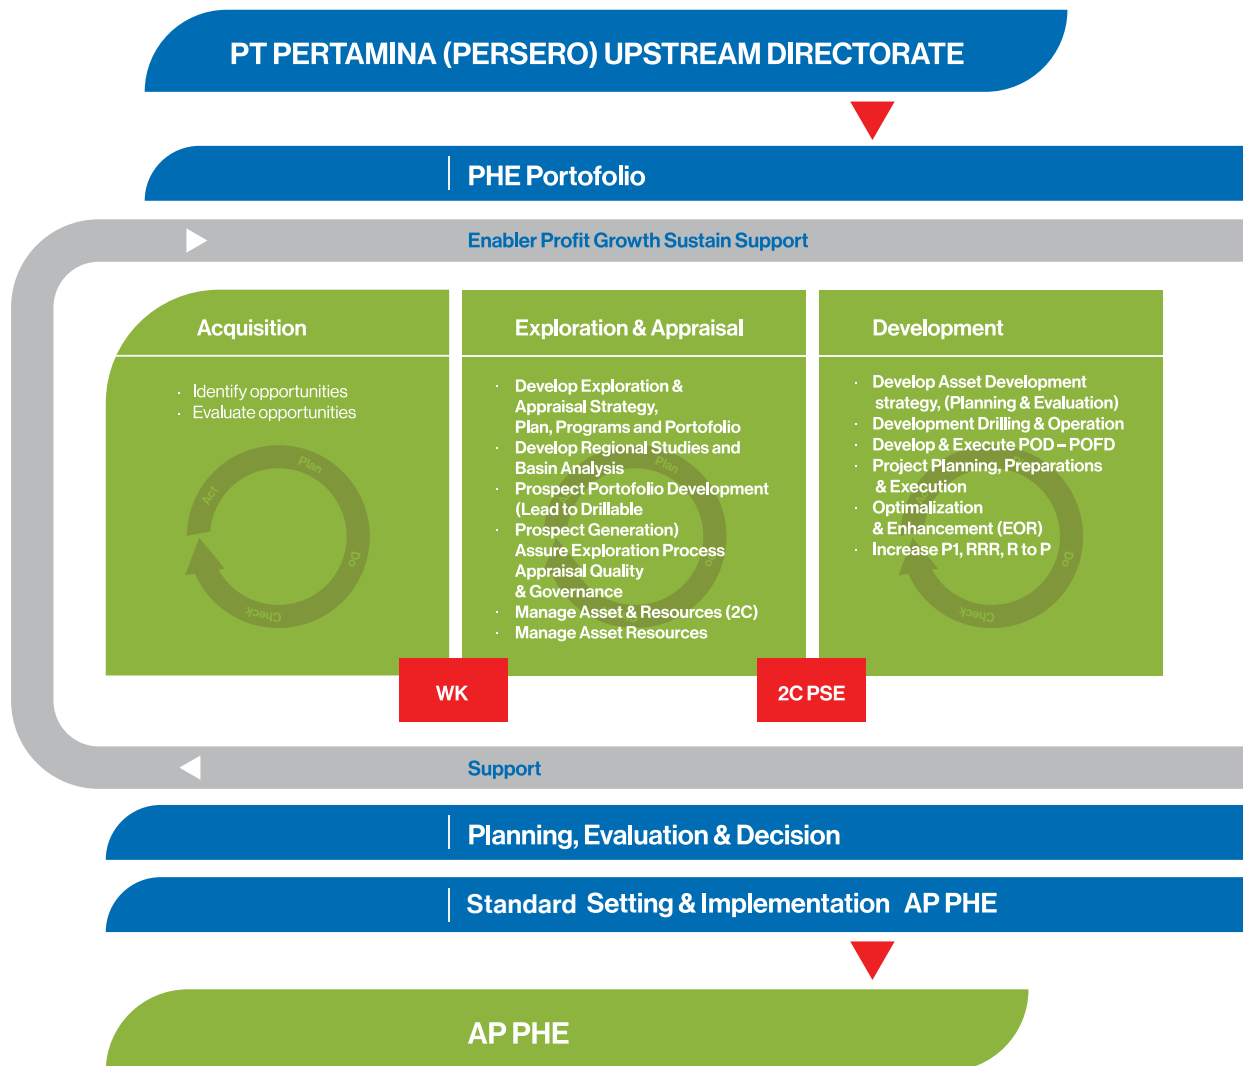 PT PERTAMINA (PERSERO) UPSTREAM DIRECTORATE
PHE Portofolio
Enabler Profit Growth Sustain Support
Acquisition
· Identify opportunities
· Evaluate opportunities
Plan
Do
Check
Act
Exploration & Appraisal
· Develop Exploration &
Appraisal Strategy,
Plan, Programs and Portofolio
· Develop Regional Studies and
Basin Analysis
· Prospect Portofolio Development
(Lead to Drillable
· Prospect Generation)
Assure Exploration Process
Appraisal Quality
& Governance
· Manage Asset & Resources (2C)
· Manage Asset Resources
Plan
Development
· Develop Asset Development
strategy, (Planning & Evaluation)
· Development Drilling & Operation
· Develop & Execute POD – POFD
· Project Planning, Preparations
& Execution
· Optimalization
& Enhancement (EOR)
· Increase P1, RRR, R to P
Do
Check
WK
2C PSE
Support
Planning, Evaluation & Decision
Standard Setting & Implementation AP PHE
AP PHE